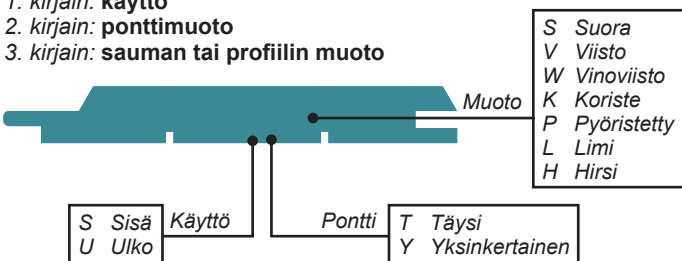 1. kirjain: käyttö
2. kirjain: ponttimuoto
3. kirjain: sauman tai profiilin muoto
Muoto
S Suora
V Viisto
W Vinoviisto
K Koriste
P Pyöristetty
L Limi
H Hirsi
S Sisä
U Ulko
Käyttö
Pontti
T Täysi
Y Yksinkertainen